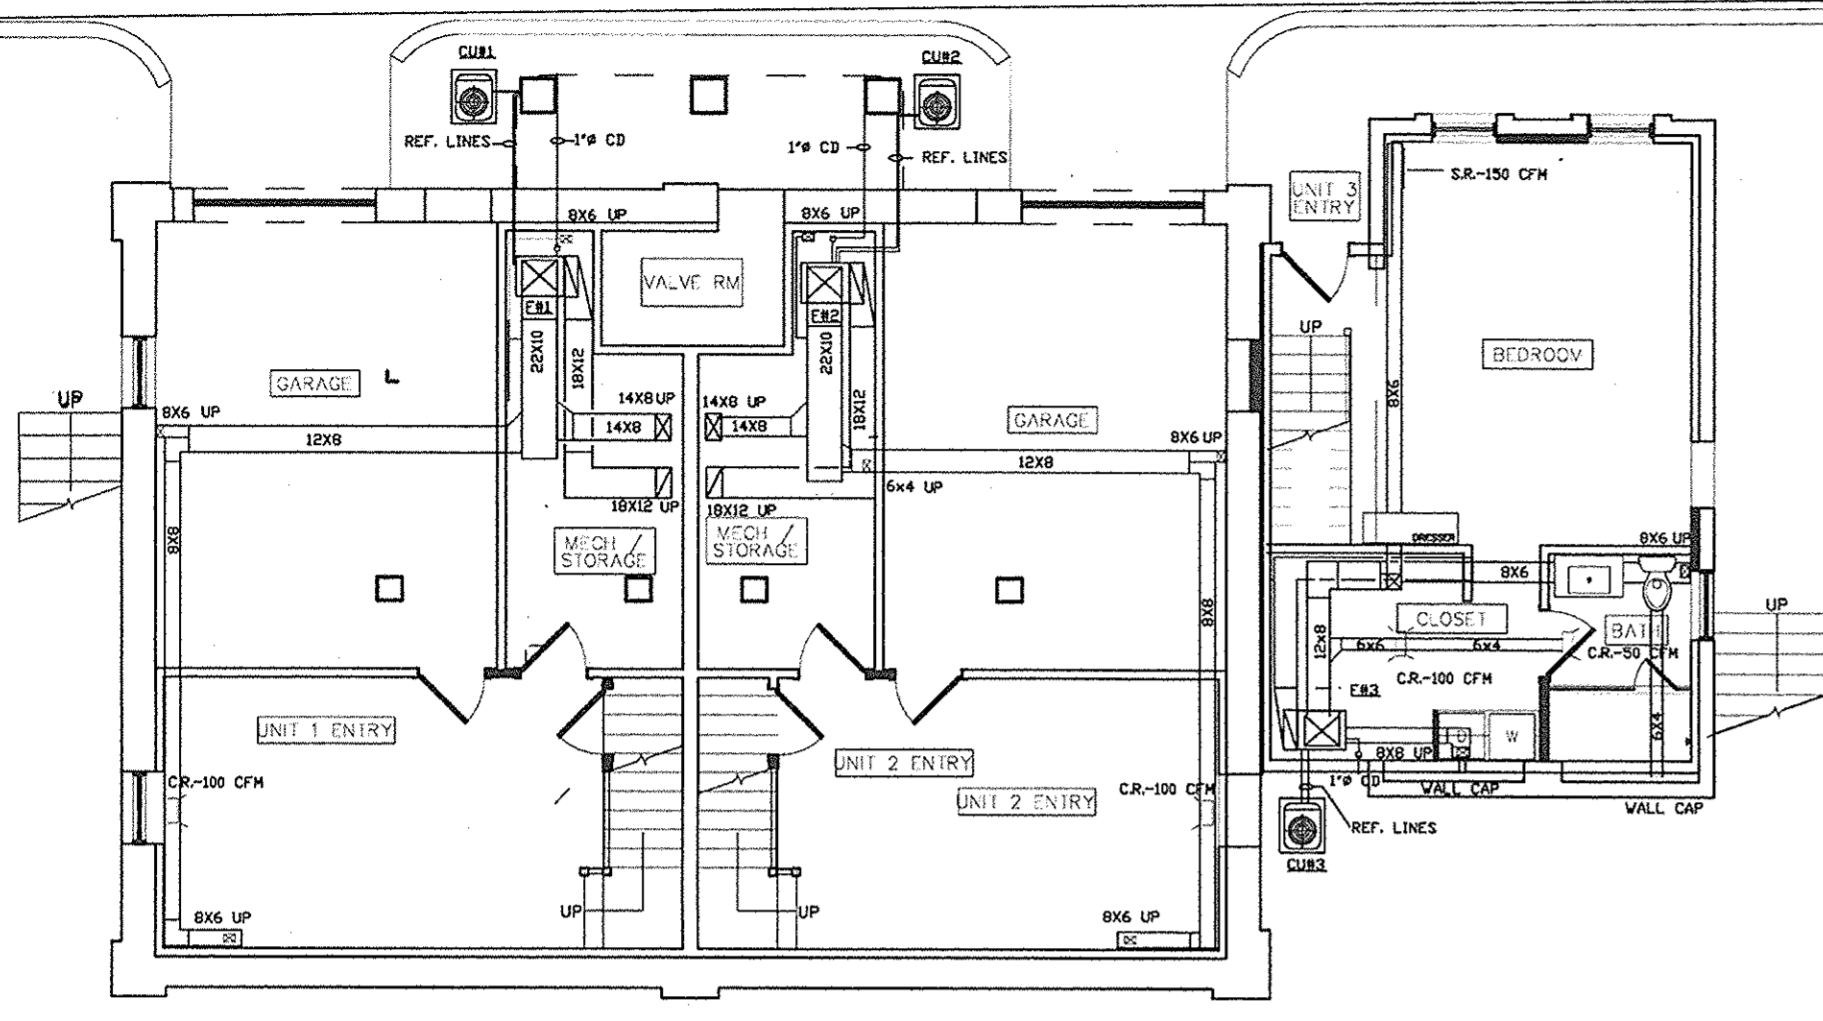 CU#1
CU#2
REF. LINES
1"ø CD
1"ø CD
REF. LINES
S.R.-150 CFM
UNIT 3
ENTRY
8X6 UP
8X6 UP
VALVE RM
E#1
E#2
UP
22X10
18X12
22X10
18X12
BEDROOM
GARAGE
L
8X6
UP
8X6 UP
14X8 UP
14X8 UP
GARAGE
12X8
14X8
14X8
8X6 UP
12X8
6x4 UP
18X12 UP
18X12 UP
8X8
MECH /
STORAGE
MECH /
STORAGE
DRESSER
8X6 UP
8X6
8X8
CLOSET
BATH
UP
12x8
6x6
6x4
C.R.-50 CFM
C.R.-100 CFM
E#3
UNIT 1 ENTRY
UNIT 2 ENTRY
D
W
6X4
8X8 UP
C.R.-100 CFM
C.R.-100 CFM
UNIT 2 ENTRY
1"ø CD
WALL CAP
WALL CAP
REF. LINES
CU#3
8X6 UP
UP
UP
8X6 UP